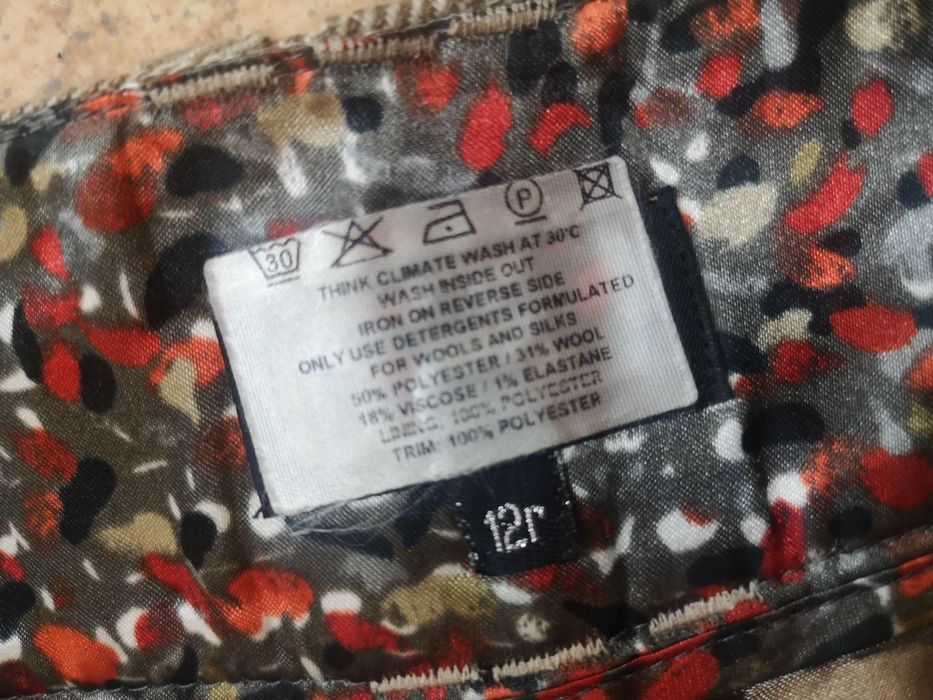 30
P
THINK CLIMATE WASH AT 30°C
WASH INSIDE OUT
IRON ON REVERSE SIDE
ONLY USE DETERGENTS FORMULATED
FOR WOOLS AND SILKS
50% POLYESTER / 31% WOOL
18% VISCOSE / 1% ELASTANE
LINING: 100% POLYESTER
TRIM: 100% POLYESTER
12r